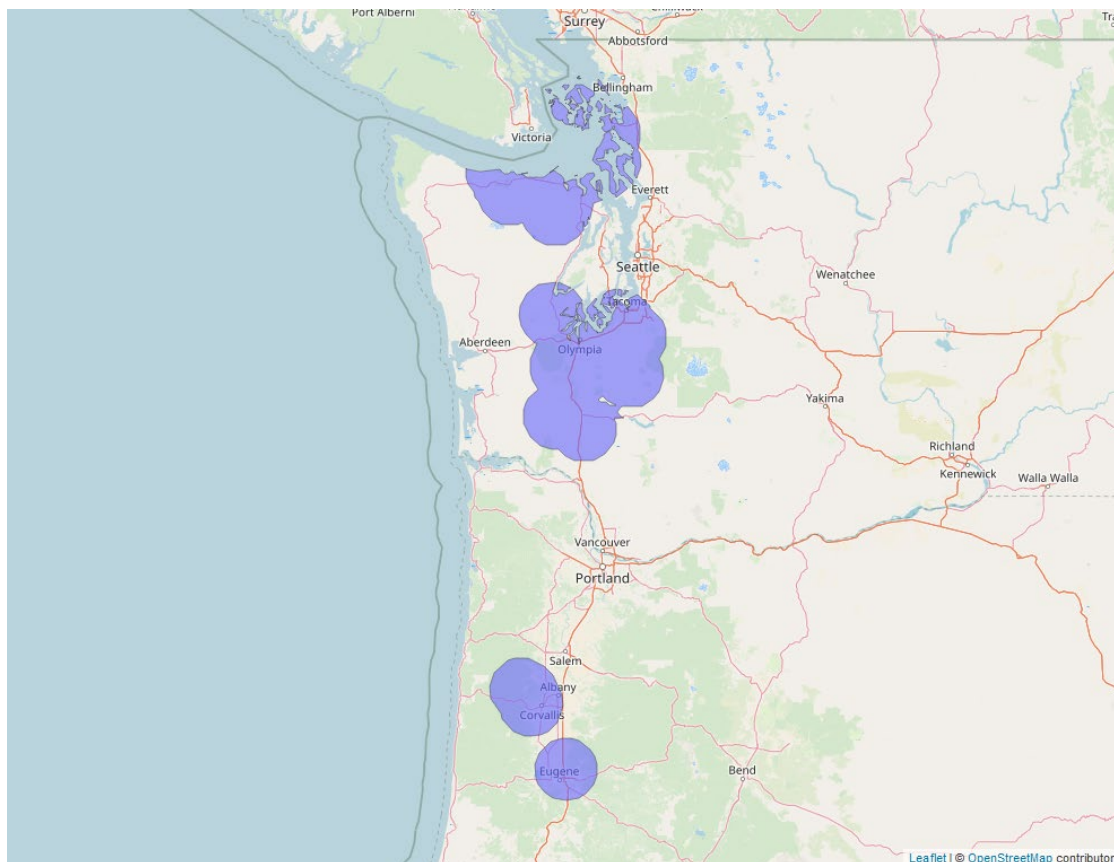 Port Alberni
Surrey
Abbotsford
Bellingham
Victoria
Everett
Seattle
Wenatchee
Tacoma
Aberdeen
Olympia
Yakima
Richland
Kennewick
Walla Walla
Vancouver
Portland
Salem
Albany
Corvallis
Eugene
Bend
Leaflet | © OpenStreetMap contributor